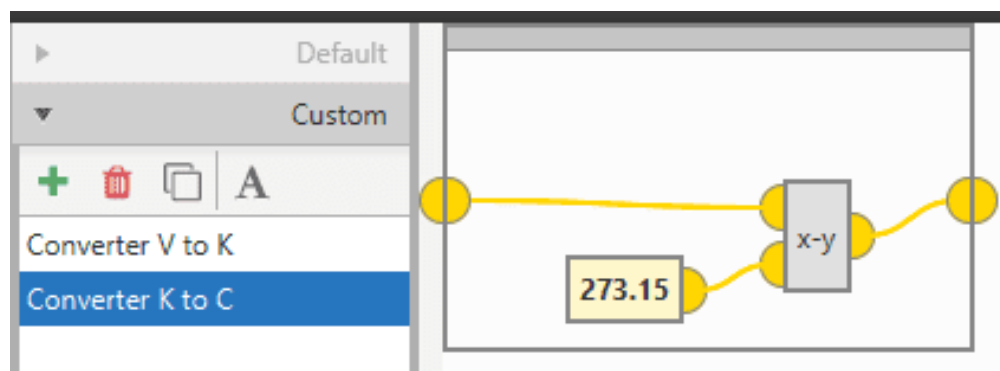 Default
Custom
A
Converter V to K
Converter K to C
x-y
273.15